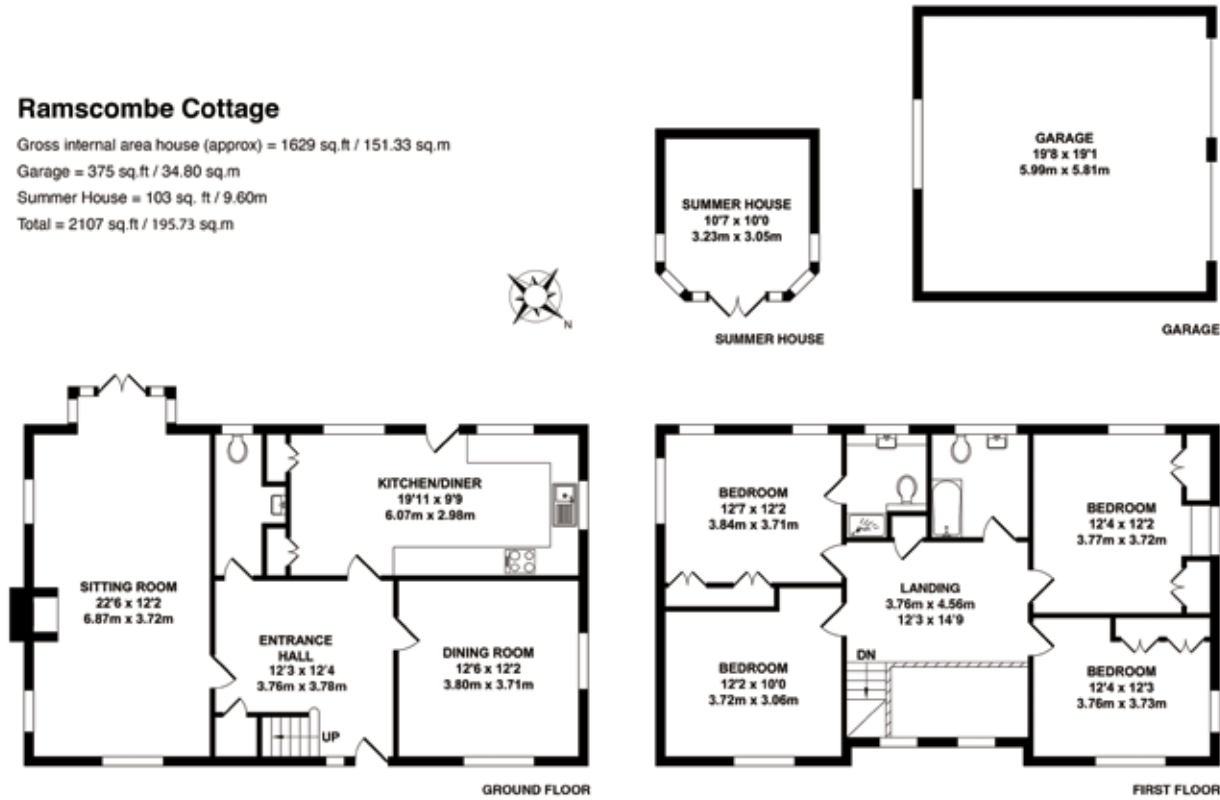 Ramscombe Cottage
Gross internal area house (approx) = 1629 sq.ft / 151.33 sq.m
Garage = 375 sq.ft / 34.80 sq.m
Summer House = 103 sq. ft / 9.60m
Total = 2107 sq.ft / 195.73 sq.m
N
SUMMER HOUSE
10'7 x 10'0
3.23m x 3.05m
SUMMER HOUSE
GARAGE
19'8 x 19'1
5.99m x 5.81m
GARAGE
KITCHEN/DINER
19'11 x 9'9
6.07m x 2.98m
SITTING ROOM
22'6 x 12'2
6.87m x 3.72m
ENTRANCE
HALL
12'3 x 12'4
3.76m x 3.78m
DINING ROOM
12'6 x 12'2
3.80m x 3.71m
UP
GROUND FLOOR
BEDROOM
12'7 x 12'2
3.84m x 3.71m
BEDROOM
12'4 x 12'2
3.77m x 3.72m
LANDING
3.76m x 4.56m
12'3 x 14'9
DN
BEDROOM
12'2 x 10'0
3.72m x 3.06m
BEDROOM
12'4 x 12'3
3.76m x 3.73m
FIRST FLOOR